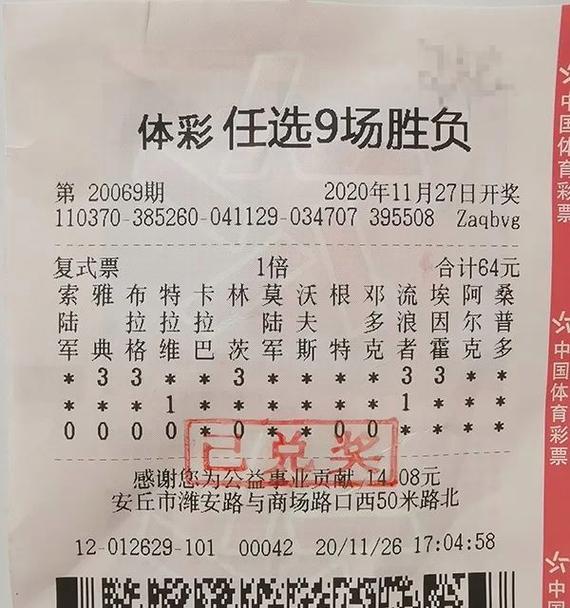 体彩 任选9场胜负
第 20069期 2020年11月27日开奖
110370-385260-041129-034707 395508 Zaqbvg
复式票 1倍 合计64元
索 雅 布 特 卡 林 莫 沃 根 邓 流 埃 阿 桑
陆 拉 拉 拉 陆 夫 多 浪 因 尔 普
军 典 格 维 巴 茨 军 斯 特 克 者 霍 克 多
* 3 3 * * 3 * * * * 3 3 * *
* * * 1 * * * * * * 1 * * *
0 0 0 0 * 0 * * 0 0 * * * *
已兑奖
感谢您为公益事业贡献 14.08元
安丘市潍安路与商场路口西50米路北
12-012629-101 00042 20/11/26 17:04:58
中国体育彩票
中国体育彩票
中国